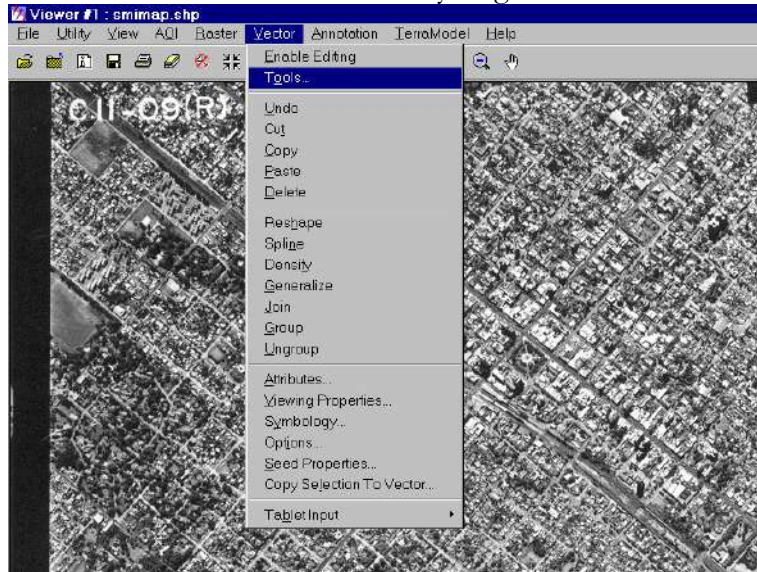 Viewer #1 : smimap.shp
File Utility View AOI Raster Vector Annotation TerraModel Help
Enable Editing
Tools...
C11-09(R)
Undo
Cut
Copy
Paste
Delete
Reshape
Spline
Density
Generalize
Join
Group
Ungroup
Attributes...
Viewing Properties...
Symbology...
Options...
Seed Properties...
Copy Selection To Vector...
Tablet Input